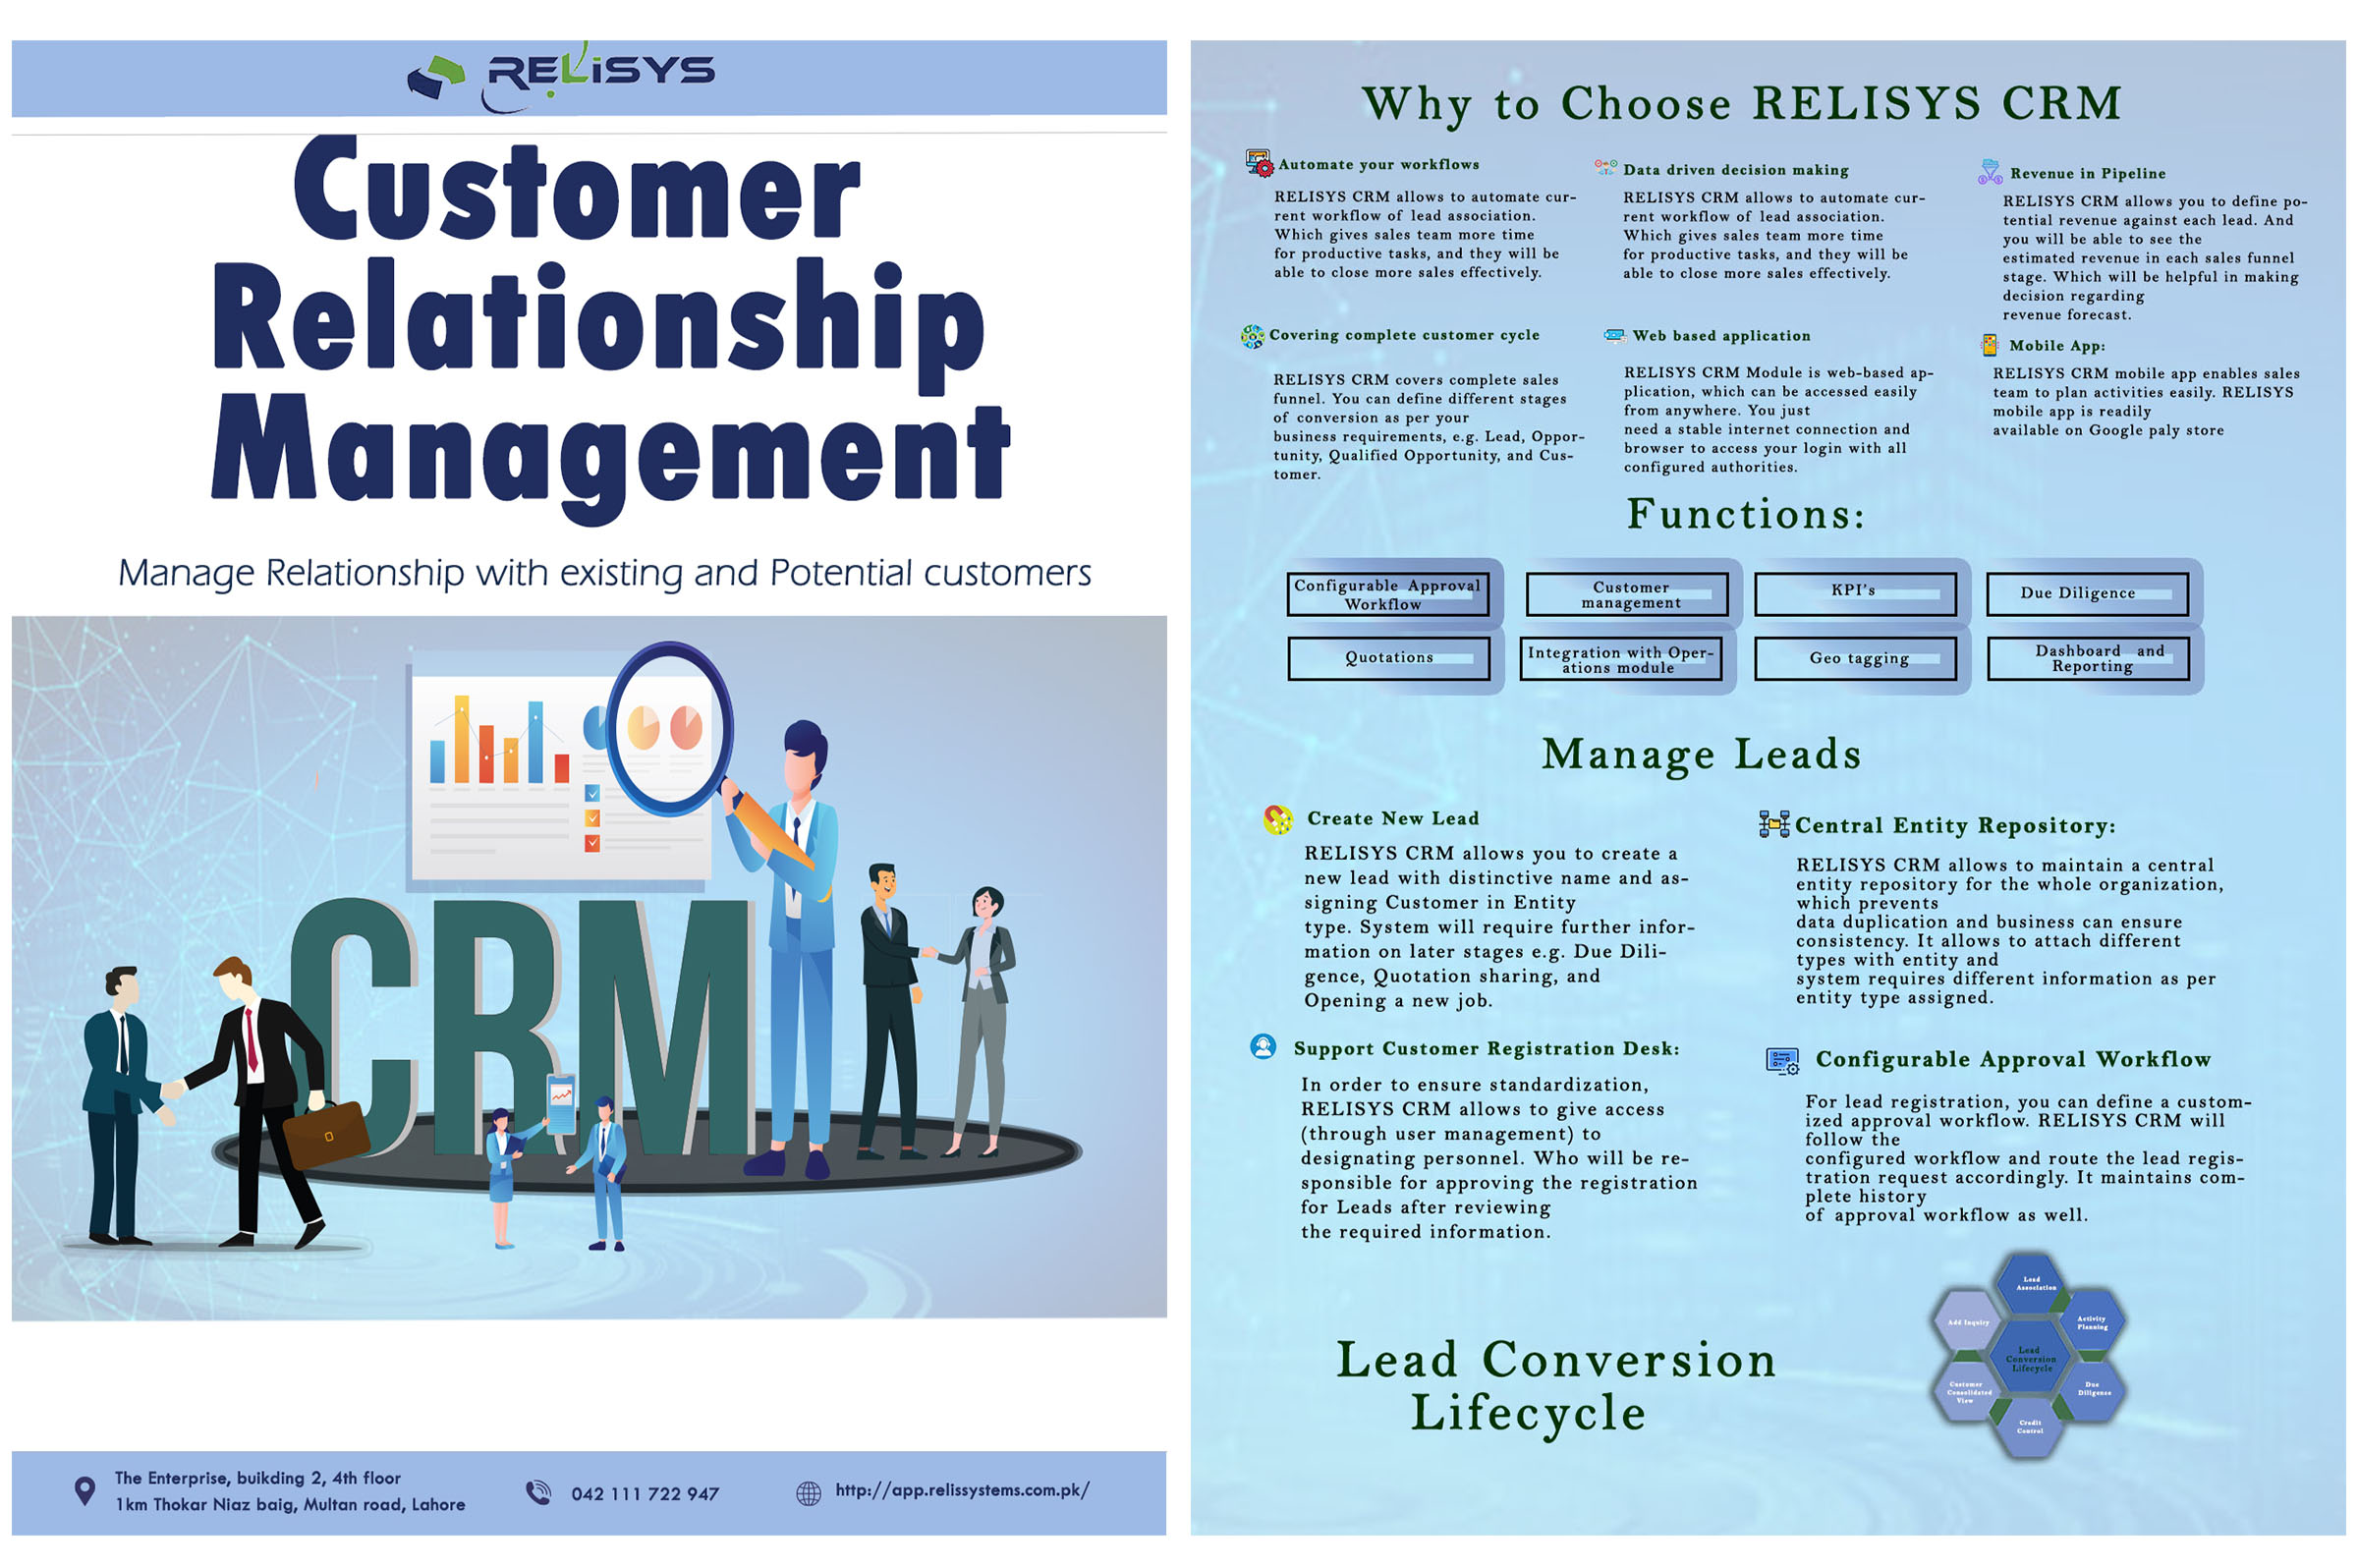 RELiSYS
Customer
Relationship
Management
Manage Relationship with existing and Potential customers
CRM
The Enterprise, buikding 2, 4th floor
1km Thokar Niaz baig, Multan road, Lahore
042 111 722 947
http://app.relissystems.com.pk/
Why to Choose RELISYS CRM
Automate your workflows
RELISYS CRM allows to automate cur-
rent workflow of lead association.
Which gives sales team more time
for productive tasks, and they will be
able to close more sales effectively.
Data driven decision making
RELISYS CRM allows to automate cur-
rent workflow of lead association.
Which gives sales team more time
for productive tasks, and they will be
able to close more sales effectively.
Revenue in Pipeline
RELISYS CRM allows you to define po-
tential revenue against each lead. And
you will be able to see the
estimated revenue in each sales funnel
stage. Which will be helpful in making
decision regarding
revenue forecast.
Covering complete customer cycle
RELISYS CRM covers complete sales
funnel. You can define different stages
of conversion as per your
business requirements, e.g. Lead, Oppor-
tunity, Qualified Opportunity, and Cus-
tomer.
Web based application
RELISYS CRM Module is web-based ap-
plication, which can be accessed easily
from anywhere. You just
need a stable internet connection and
browser to access your login with all
configured authorities.
Mobile App:
RELISYS CRM mobile app enables sales
team to plan activities easily. RELISYS
mobile app is readily
available on Google paly store
Functions:
Configurable Approval
Workflow
Customer
management
KPI's
Due Diligence
Quotations
Integration with Oper-
ations module
Geo tagging
Dashboard and
Reporting
Manage Leads
Create New Lead
RELISYS CRM allows you to create a
new lead with distinctive name and as-
signing Customer in Entity
type. System will require further infor-
mation on later stages e.g. Due Dili-
gence, Quotation sharing, and
Opening a new job.
Central Entity Repository:
RELISYS CRM allows to maintain a central
entity repository for the whole organization,
which prevents
data duplication and business can ensure
consistency. It allows to attach different
types with entity and
system requires different information as per
entity type assigned.
Support Customer Registration Desk:
In order to ensure standardization,
RELISYS CRM allows to give access
(through user management) to
designating personnel. Who will be re-
sponsible for approving the registration
for Leads after reviewing
the required information.
Configurable Approval Workflow
For lead registration, you can define a custom-
ized approval workflow. RELISYS CRM will
follow the
configured workflow and route the lead regis-
tration request accordingly. It maintains com-
plete history
of approval workflow as well.
Lead Conversion
Lifecycle
Lead
Association
Add Inquiry
Activity
Planning
Lead
Conversion
Lifecycle
Customer
Consolidated
View
Due
Diligence
Credit
Control